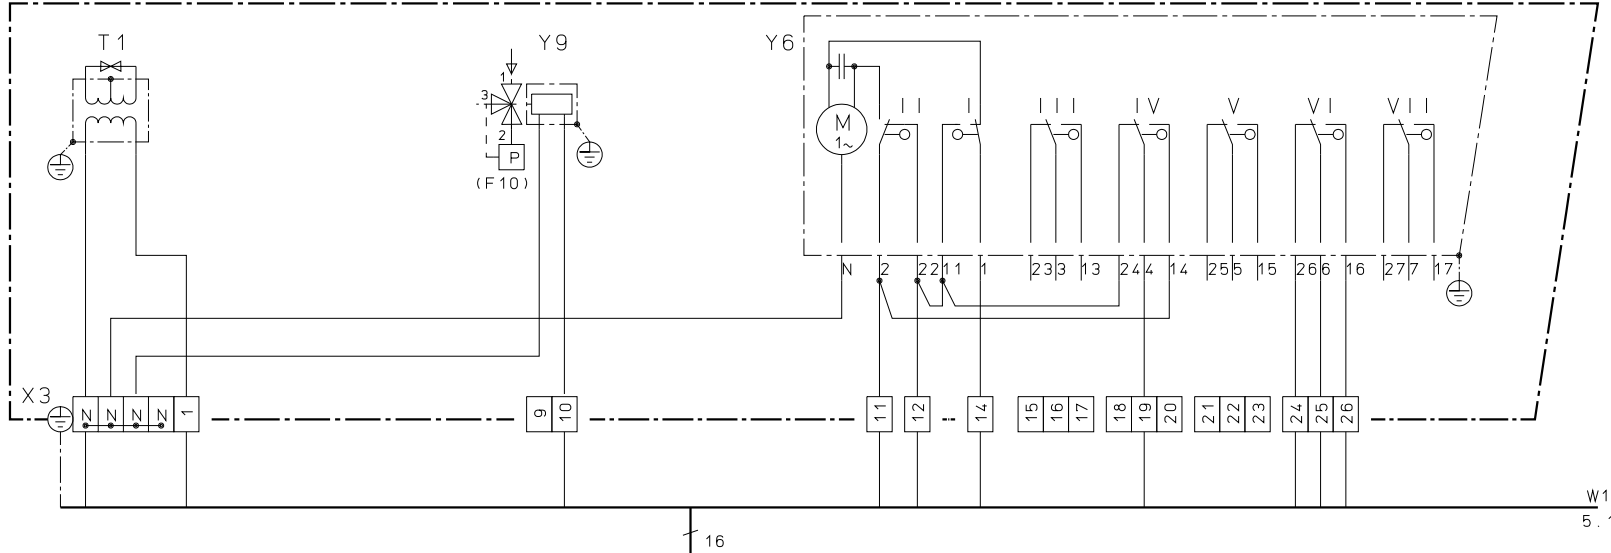 T1 Y9 Y6
1
3
2
P
(F10)
M
1~
II I III IV V VI VII
N 2 22 11 1 23 3 13 24 4 14 25 5 15 26 6 16 27 7 17
X3
N N N N 1 9 10 11 12 14 15 16 17 18 19 20 21 22 23 24 25 26
W1
5.
16